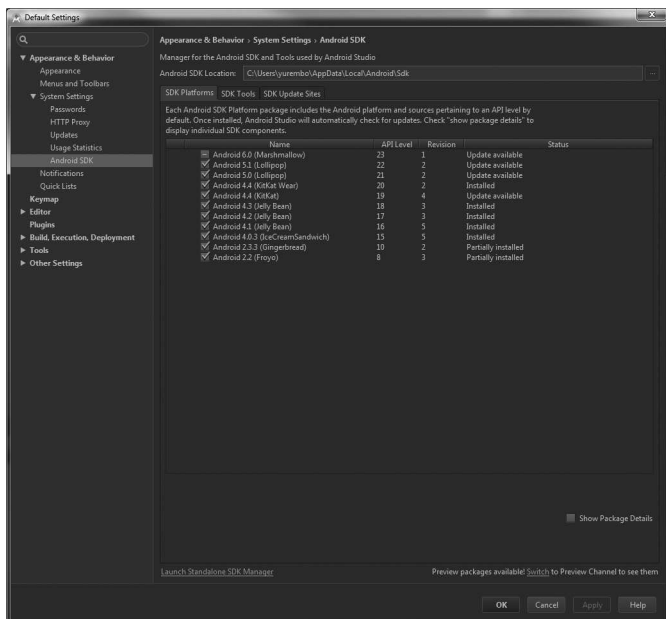 Default Settings
Appearance & Behavior › System Settings › Android SDK
Manager for the Android SDK and Tools used by Android Studio
Android SDK Location: C:\Users\yurembo\AppData\Local\Android\Sdk ...
Appearance & Behavior
Appearance
Menus and Toolbars
System Settings
Passwords
HTTP Proxy
Updates
Usage Statistics
Android SDK
Notifications
Quick Lists
Keymap
Editor
Plugins
Build, Execution, Deployment
Tools
Other Settings
SDK Platforms SDK Tools SDK Update Sites
Each Android SDK Platform package includes the Android platform and sources pertaining to an API level by
default. Once installed, Android Studio will automatically check for updates. Check "show package details" to
display individual SDK components.
Name API Level Revision Status
Android 6.0 (Marshmallow) 23 1 Update available
Android 5.1 (Lollipop) 22 2 Update available
Android 5.0 (Lollipop) 21 2 Update available
Android 4.4 (KitKat Wear) 20 2 Installed
Android 4.4 (KitKat) 19 4 Update available
Android 4.3 (Jelly Bean) 18 3 Installed
Android 4.2 (Jelly Bean) 17 3 Installed
Android 4.1 (Jelly Bean) 16 5 Installed
Android 4.0.3 (IceCreamSandwich) 15 5 Installed
Android 2.3.3 (Gingerbread) 10 2 Partially installed
Android 2.2 (Froyo) 8 3 Partially installed
Show Package Details
Launch Standalone SDK Manager
Preview packages available! Switch to Preview Channel to see them
OK Cancel Apply Help